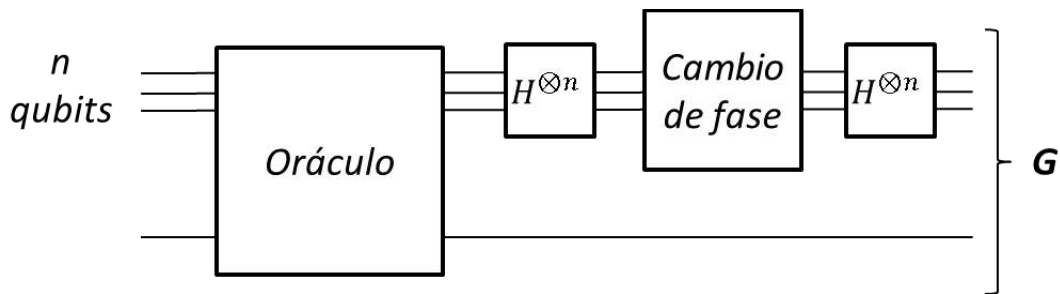 n
qubits
Oráculo
H⊗n
Cambio
de fase
H⊗n
G